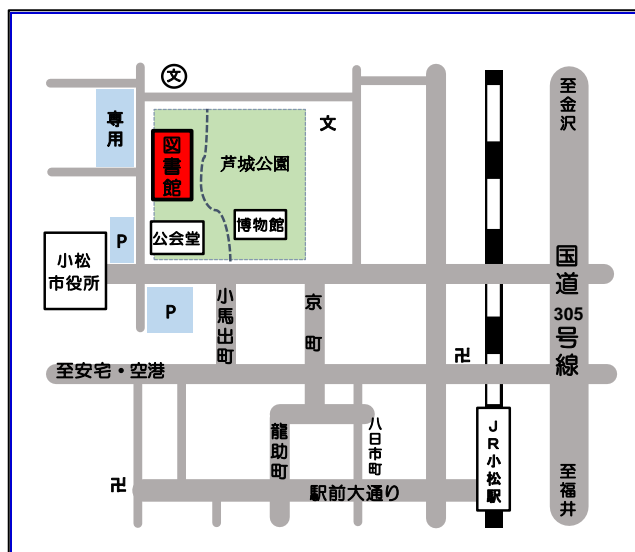 文
専用
図書館
芦城公園
文
至金沢
P
公会堂
博物館
小松
市役所
P
小馬出町
京町
国道305号線
卍
至安宅・空港
龍助町
八日市町
JR小松駅
卍
駅前大通り
至福井